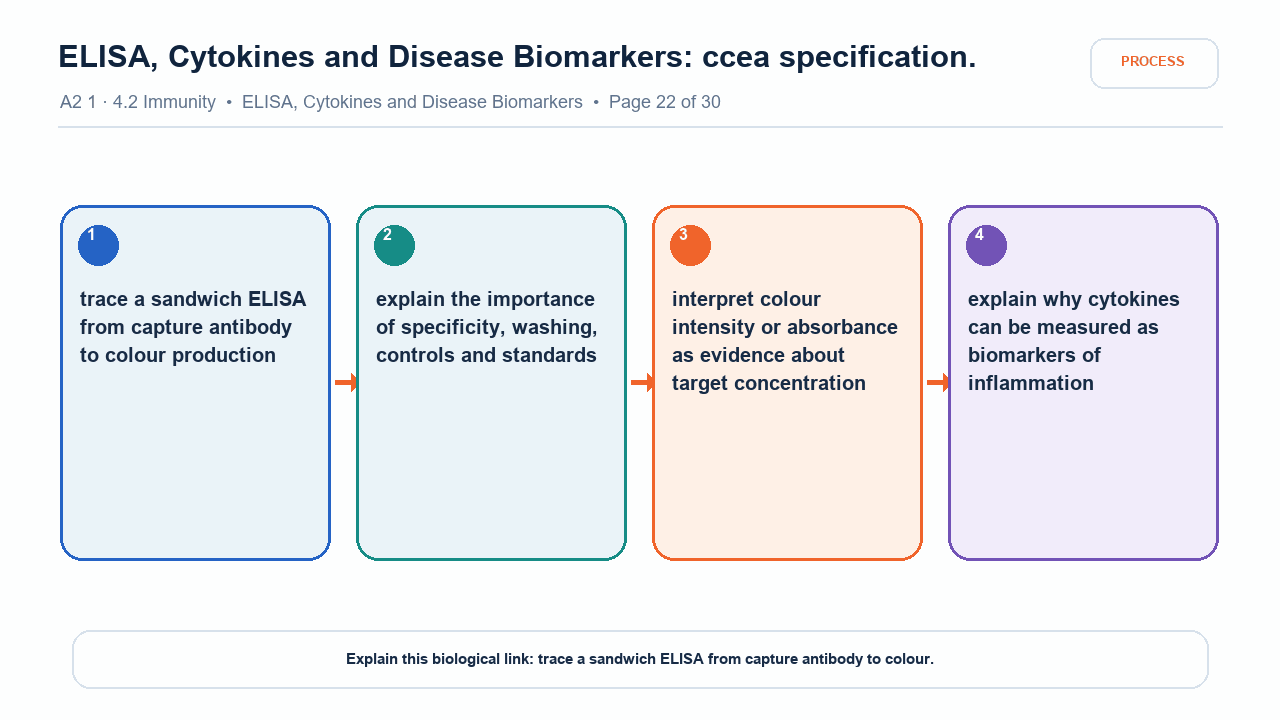 ELISA, Cytokines and Disease Biomarkers: ccea specification.
PROCESS
A2 1 · 4.2 Immunity • ELISA, Cytokines and Disease Biomarkers • Page 22 of 30
1
trace a sandwich ELISA
from capture antibody
to colour production
2
explain the importance
of specificity, washing,
controls and standards
3
interpret colour
intensity or absorbance
as evidence about
target concentration
4
explain why cytokines
can be measured as
biomarkers of
inflammation
Explain this biological link: trace a sandwich ELISA from capture antibody to colour.